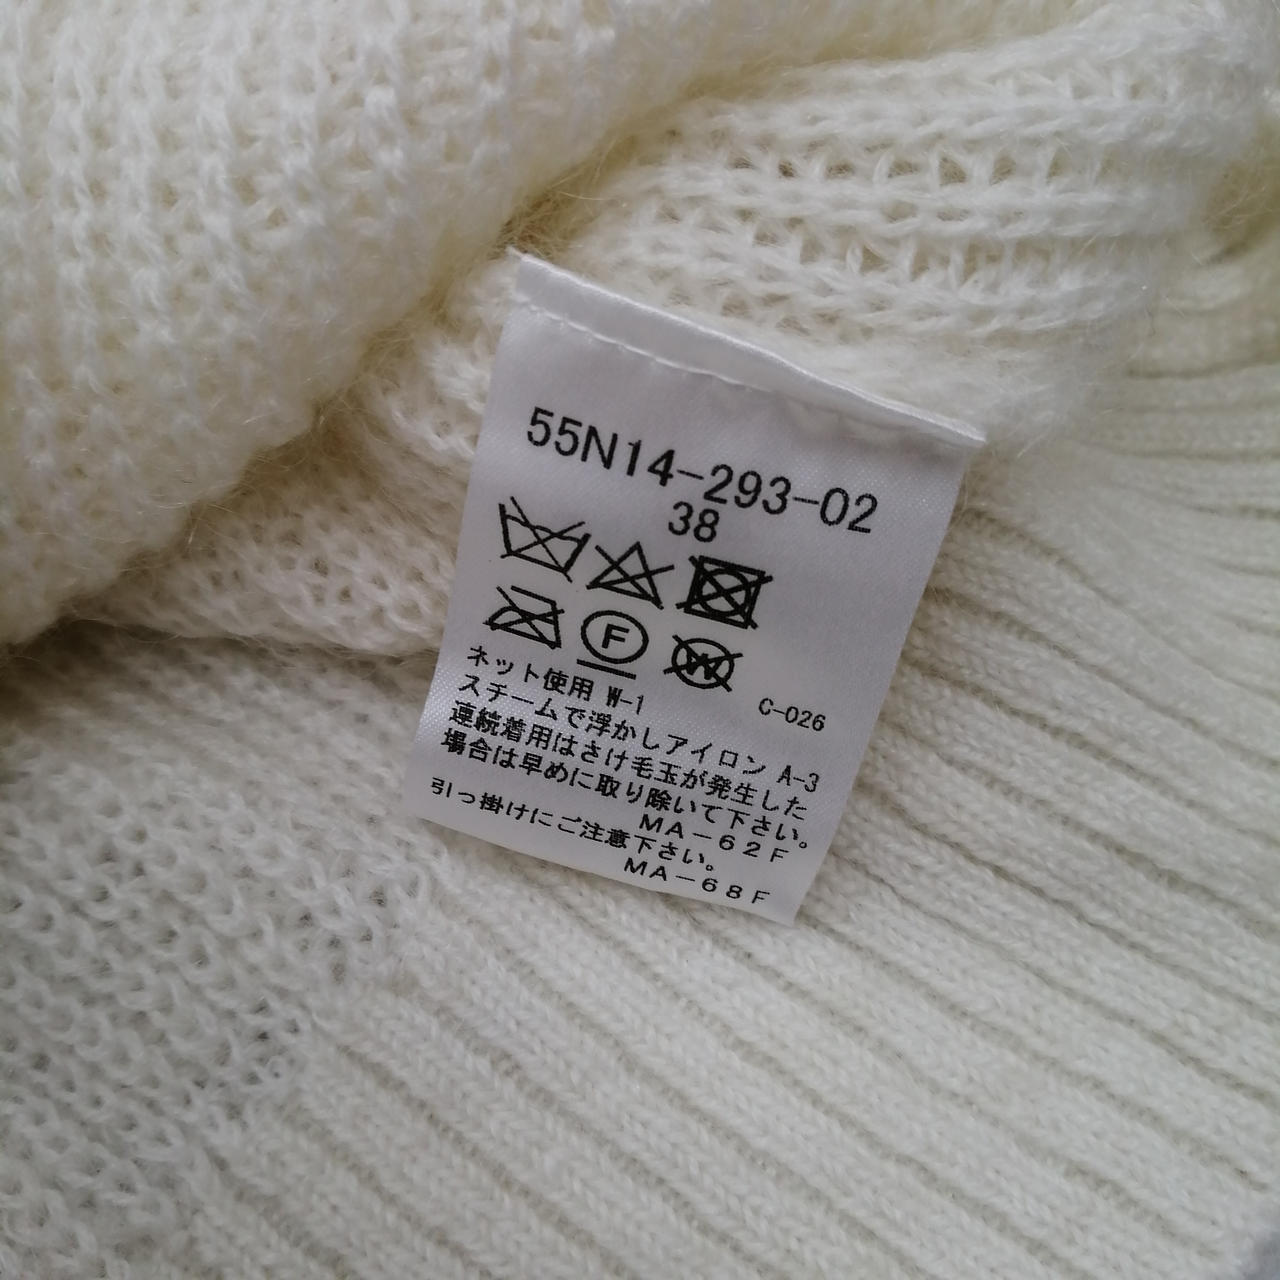 55N14-293-02
38
F
W
ネット使用 W-1
C-026
スチームで浮かしアイロン A-3
連続着用はさけ毛玉が発生した
場合は早めに取り除いて下さい。
MA-62F
引っ掛けにご注意下さい。
MA-68F